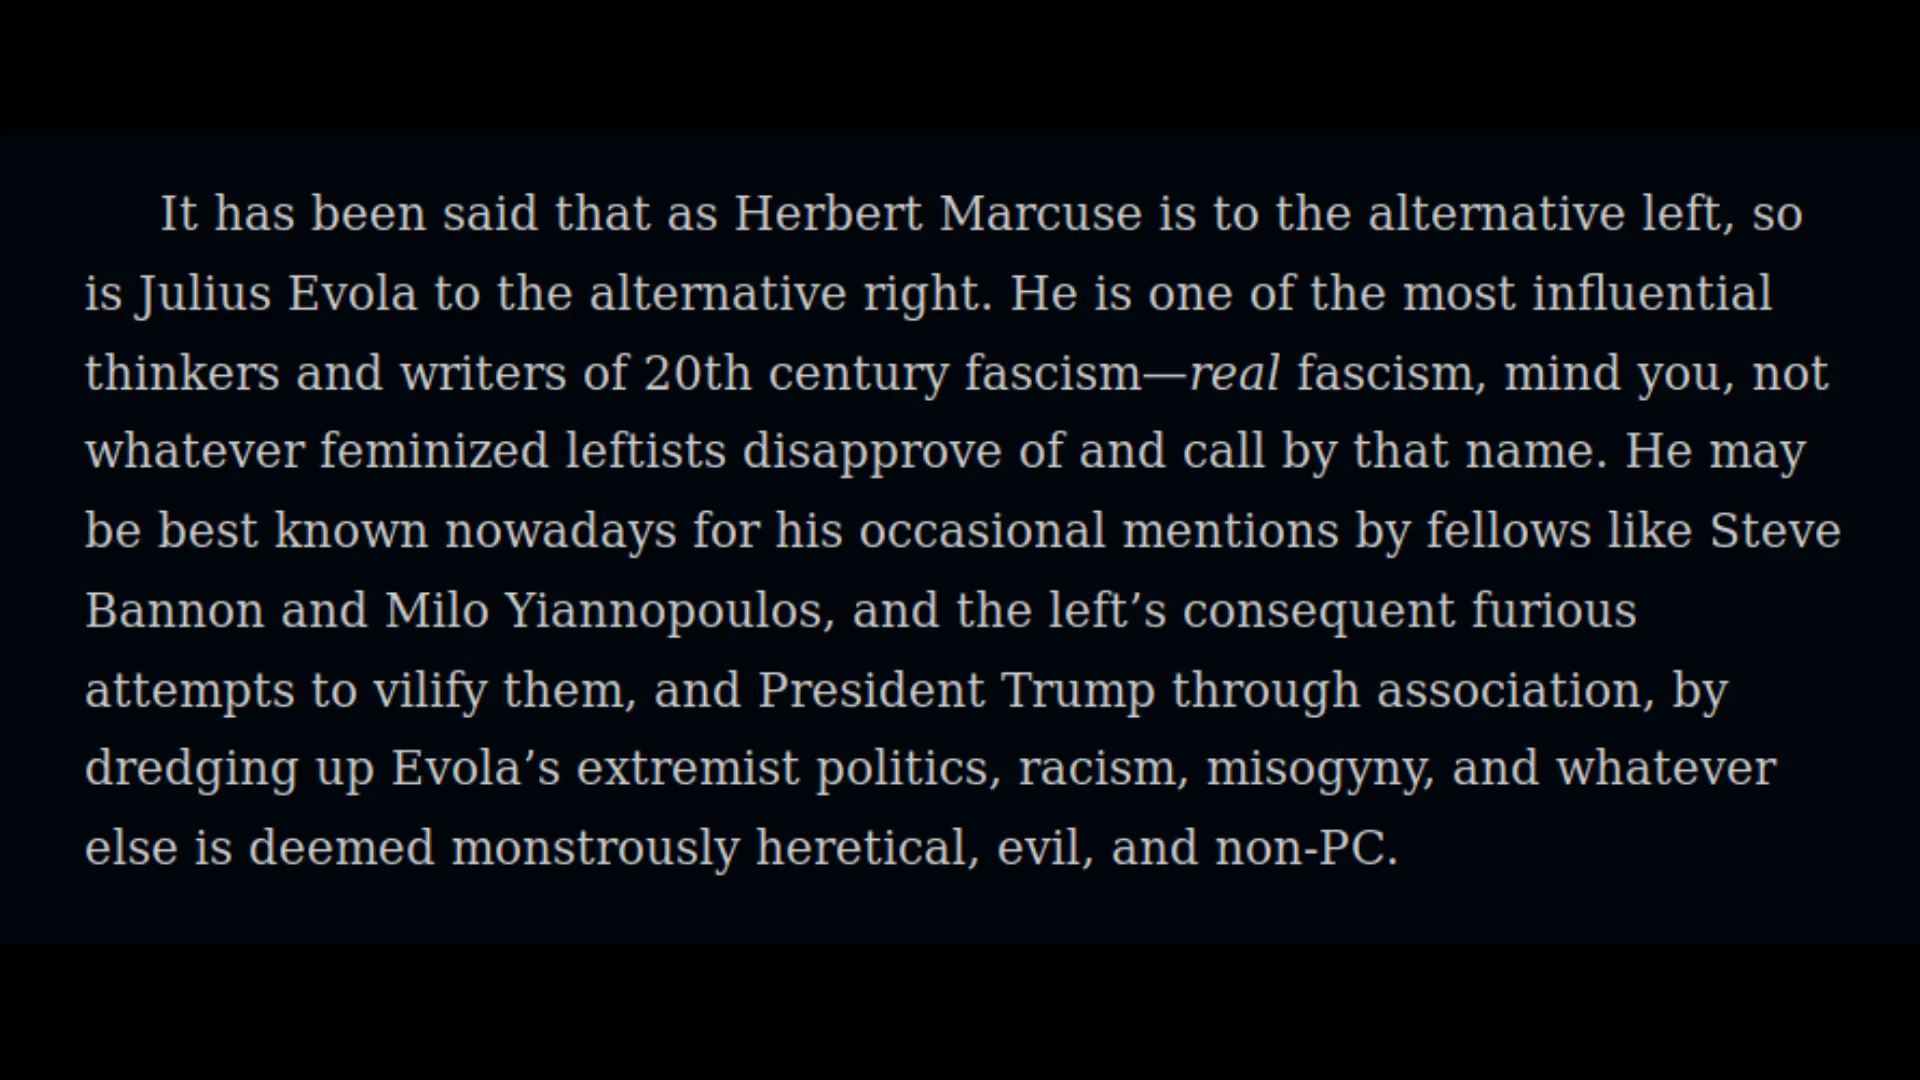 It has been said that as Herbert Marcuse is to the alternative left, so
is Julius Evola to the alternative right. He is one of the most influential
thinkers and writers of 20th century fascism—real fascism, mind you, not
whatever feminized leftists disapprove of and call by that name. He may
be best known nowadays for his occasional mentions by fellows like Steve
Bannon and Milo Yiannopoulos, and the left’s consequent furious
attempts to vilify them, and President Trump through association, by
dredging up Evola’s extremist politics, racism, misogyny, and whatever
else is deemed monstrously heretical, evil, and non-PC.